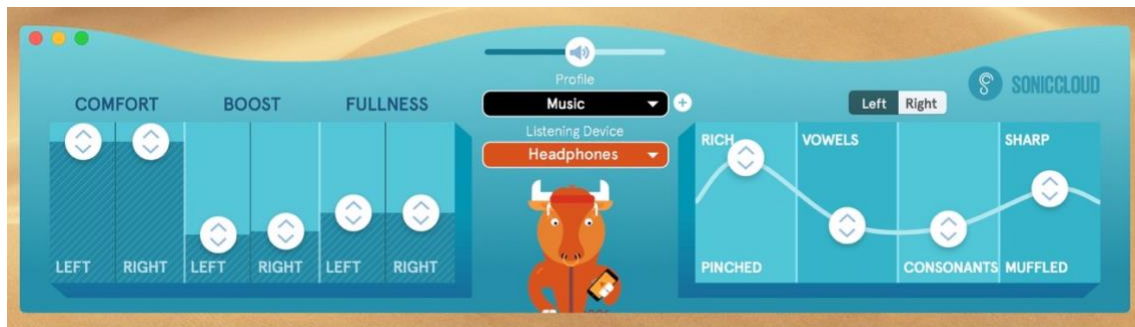 Profile
Music
Listening Device
Headphones
COMFORT BOOST FULLNESS
LEFT RIGHT LEFT RIGHT LEFT RIGHT
SONICCLOUD
Left Right
RICH VOWELS SHARP
PINCHED CONSONANTS MUFFLED